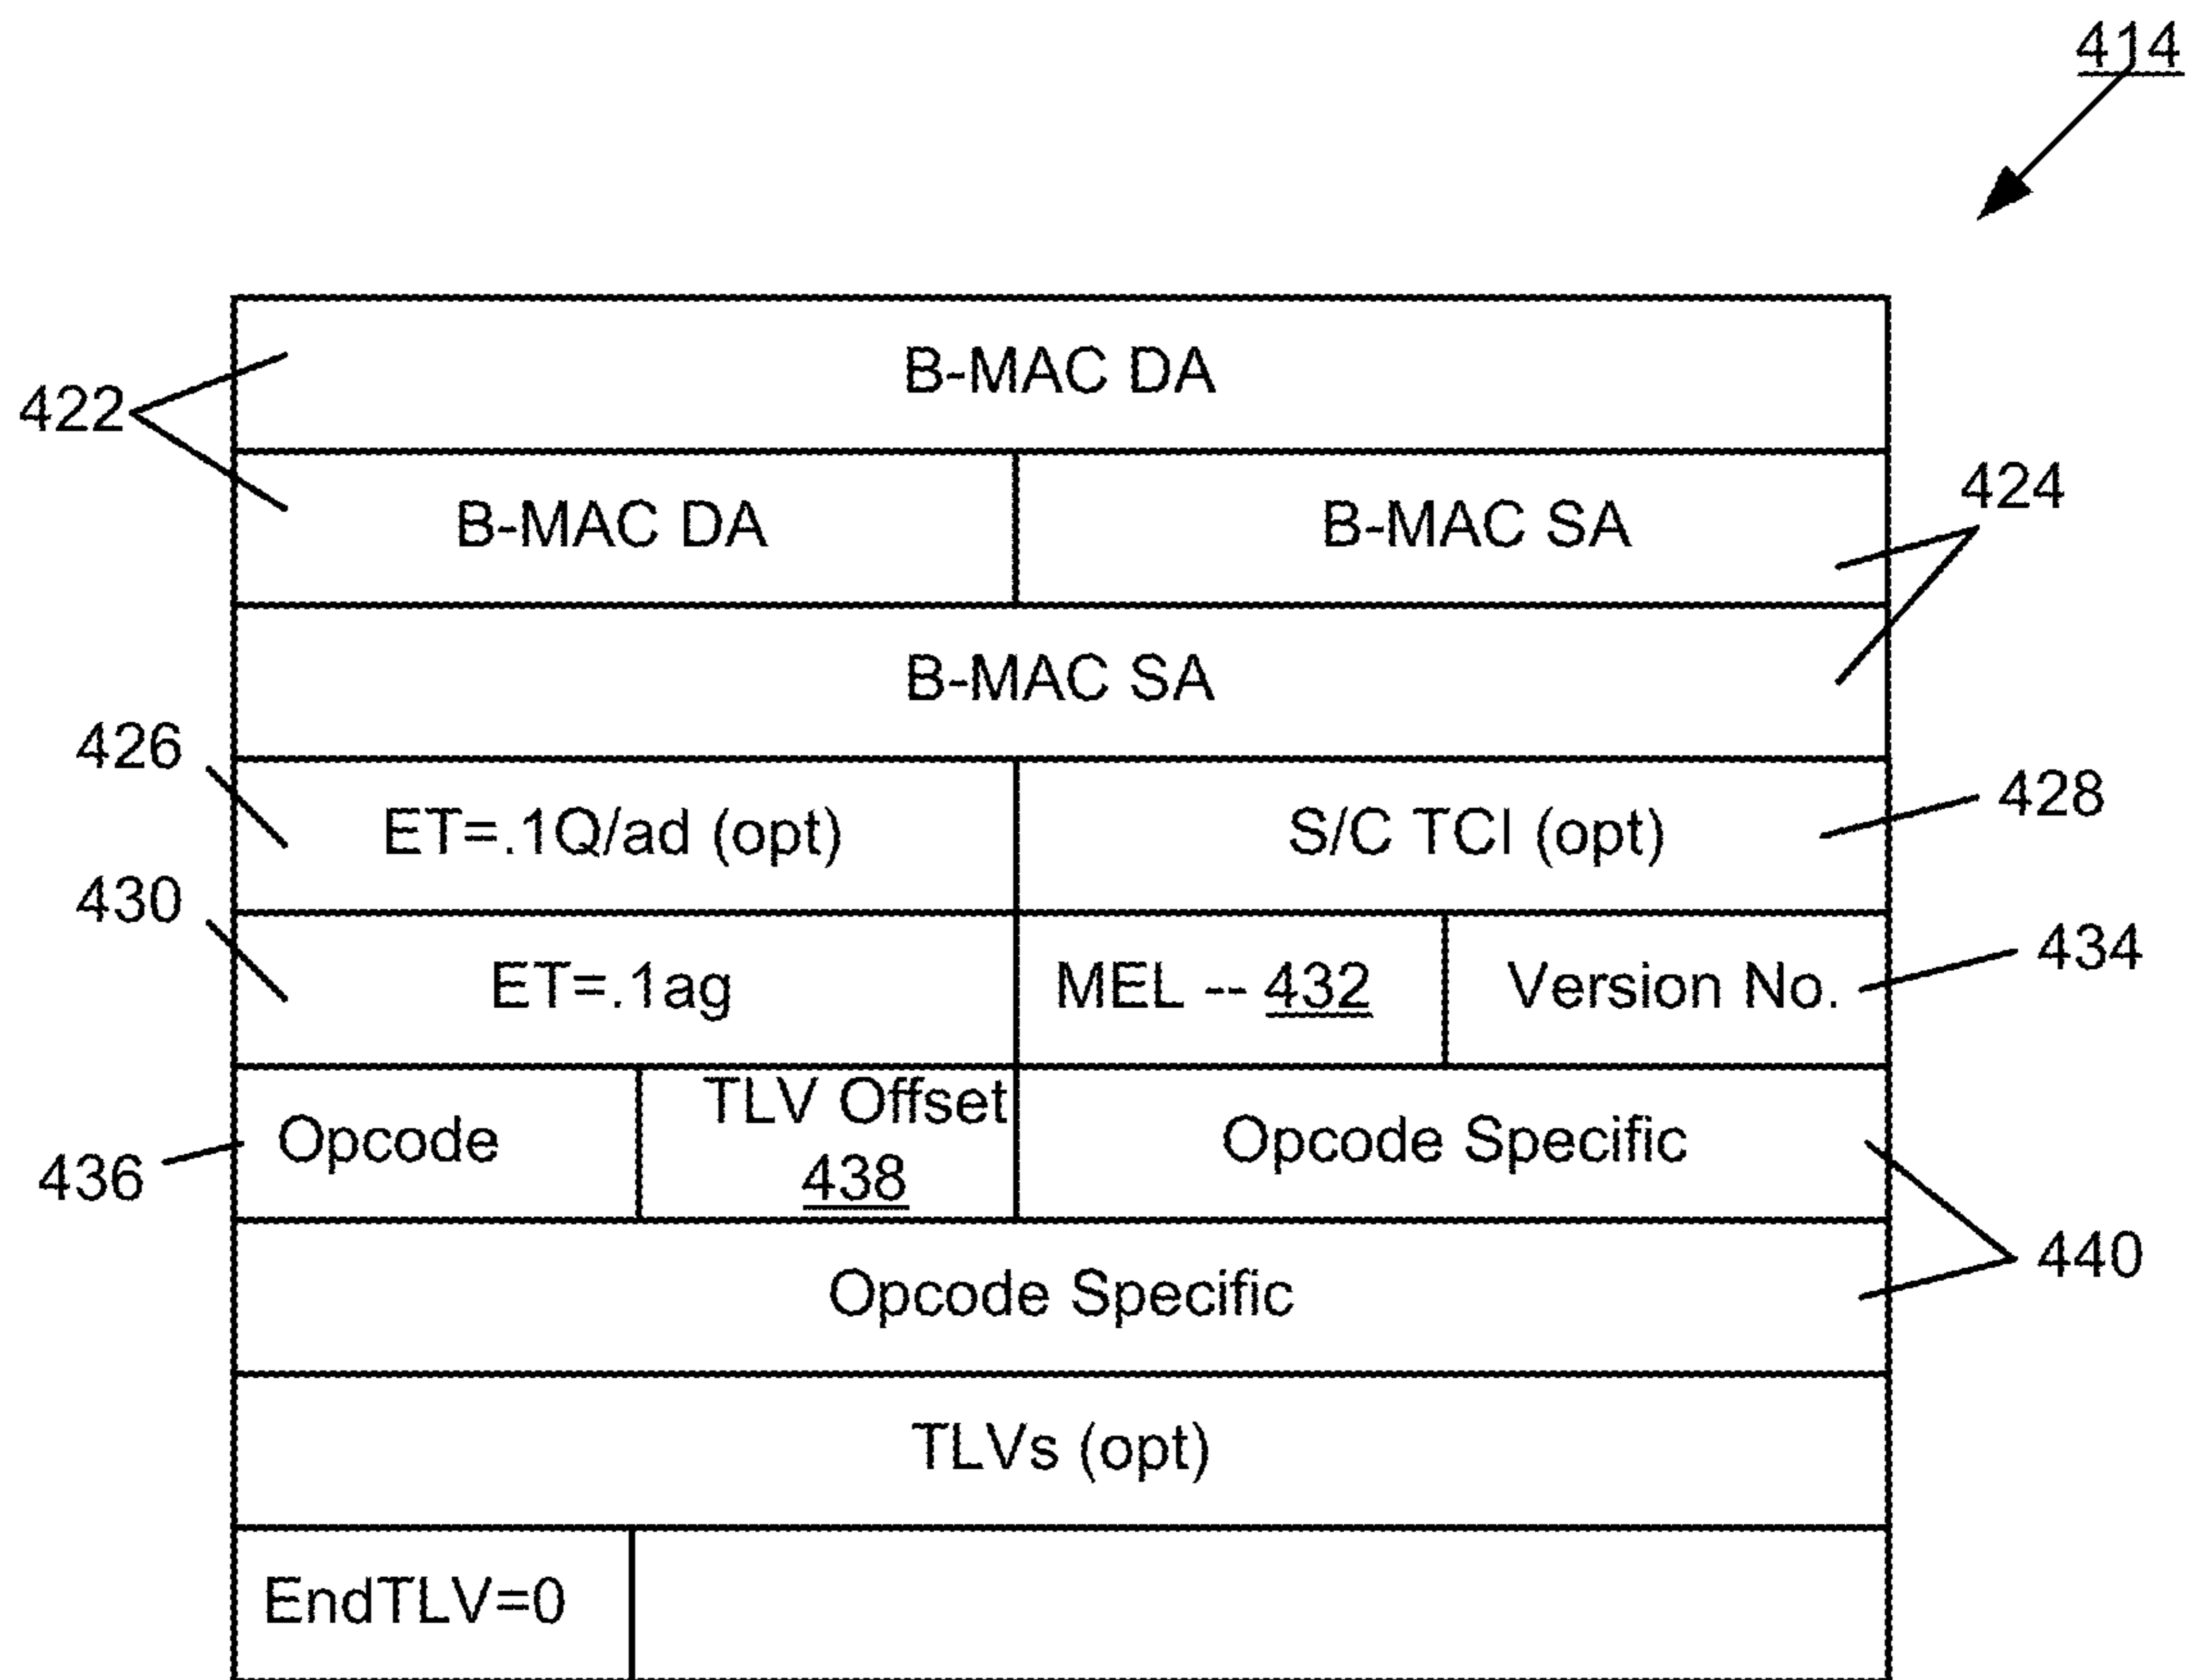 414
B-MAC DA
422
B-MAC DA B-MAC SA
424
B-MAC SA
426
ET=.1Q/ad (opt) S/C TCI (opt)
428
430
ET=.1ag MEL -- 432 Version No.
434
Opcode TLV Offset
438 Opcode Specific
436
Opcode Specific
440
TLVs (opt)
EndTLV=0